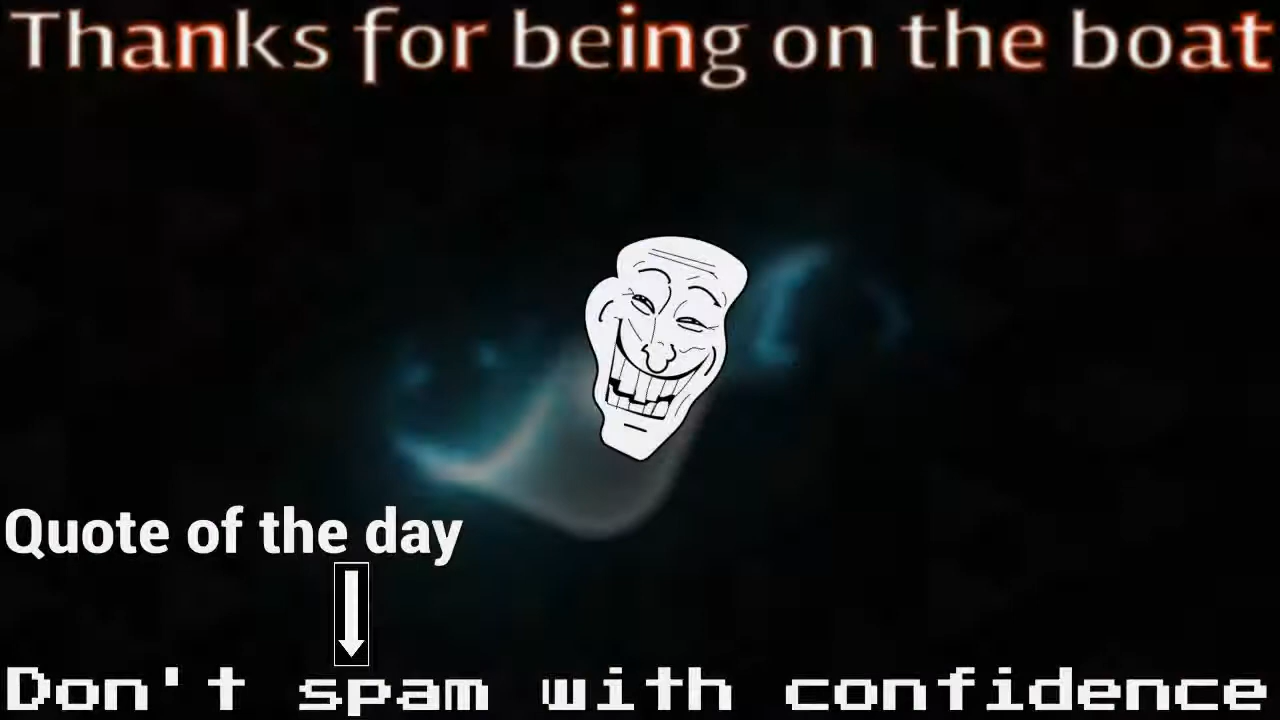 Thanks for being on the boat
Quote of the day
Don't spam with confidence